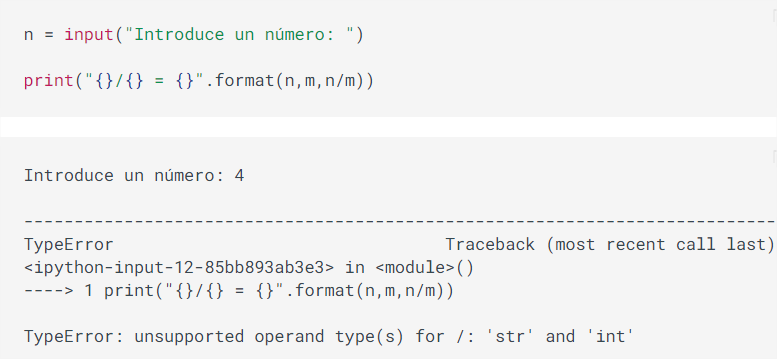 n = input("Introduce un número: ")
print("{}/{} = {}".format(n,m,n/m))
Introduce un número: 4
---------------------------------------------------------------------------
TypeError                                 Traceback (most recent call last)
<ipython-input-12-85bb893ab3e3> in <module>()
----> 1 print("{}/{} = {}".format(n,m,n/m))
TypeError: unsupported operand type(s) for /: 'str' and 'int'